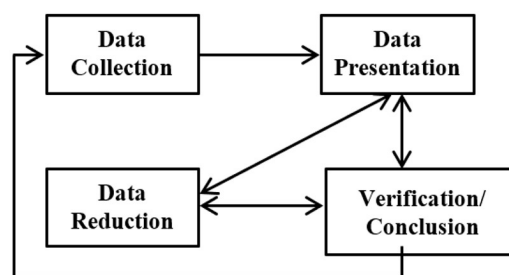 Data
Collection
Data
Presentation
Data
Reduction
Verification/
Conclusion